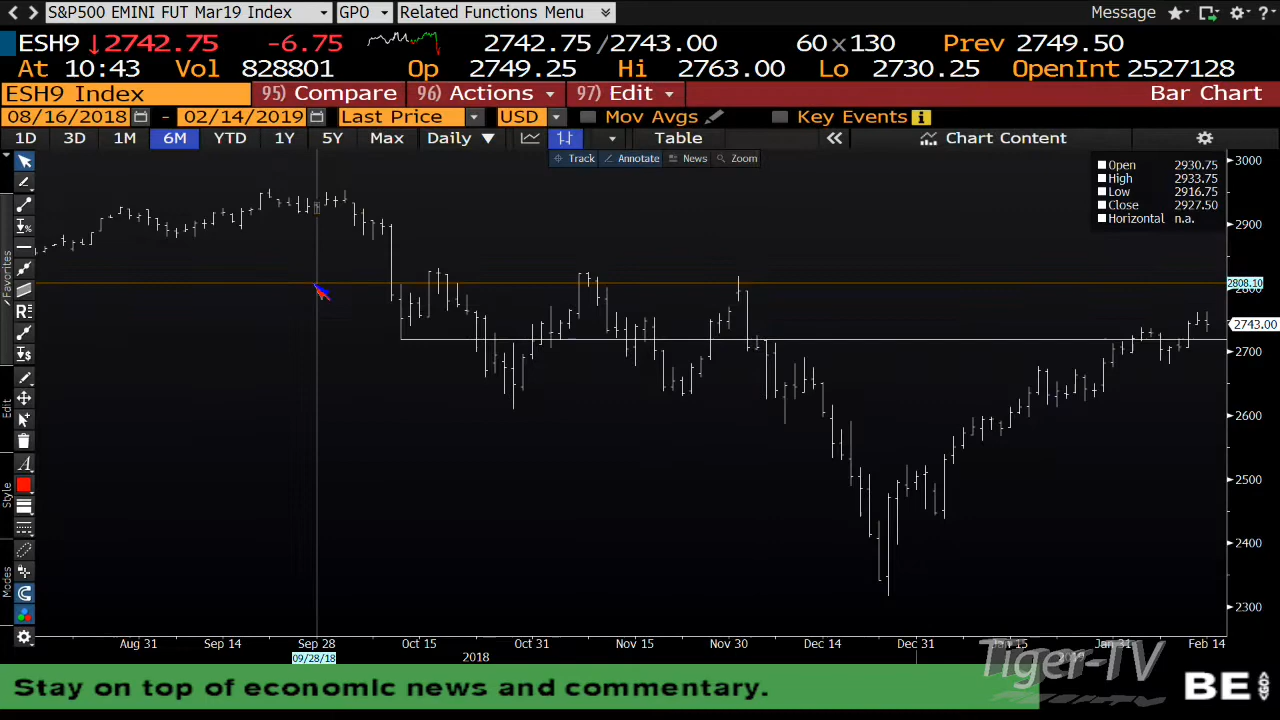 S&P500 EMINI FUT Mar19 Index GPO Related Functions Menu Message
ESH9 ↓2742.75 -6.75 2742.75/2743.00 60x130 Prev 2749.50
At 10:43 Vol 828801 Op 2749.25 Hi 2763.00 Lo 2730.25 OpenInt 2527128
ESH9 Index 95) Compare 96) Actions 97) Edit Bar Chart
08/16/2018 - 02/14/2019 Last Price USD Mov Avgs Key Events
1D 3D 1M 6M YTD 1Y 5Y Max Daily ▼ Table Chart Content
Track Annotate News Zoom
Open 2930.75
High 2933.75
Low 2916.75
Close 2927.50
Horizontal n.a.
3000
2900
2808.10
2743.00
2700
2600
2500
2400
2300
Favorites
Edit
Style
Modes
Aug 31 Sep 14 Sep 28 Oct 15 Oct 31 Nov 15 Nov 30 Dec 14 Dec 31 Jan 15 Jan 31 Feb 14
09/28/18 2018 2019
Tiger-TV
Stay on top of economic news and commentary.
BE